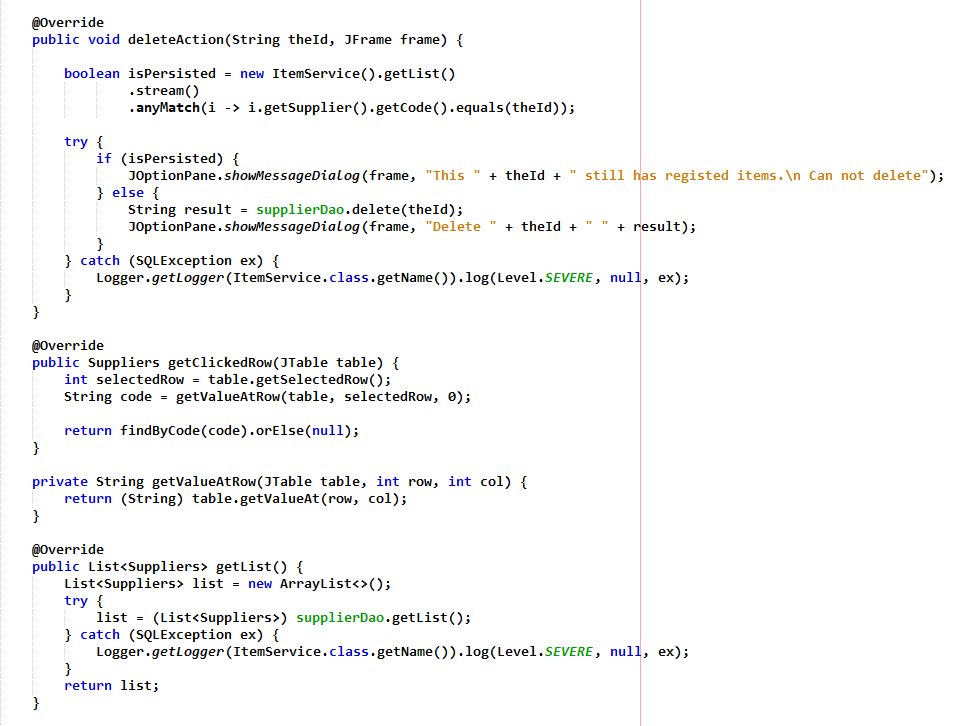 @Override
public void deleteAction(String theId, JFrame frame) {
boolean isPersisted = new ItemService().getList()
.stream()
.anyMatch(i -> i.getSupplier().getCode().equals(theId));
try {
if (isPersisted) {
JOptionPane.showMessageDialog(frame, "This " + theId + " still has registed items.\n Can not delete");
} else {
String result = supplierDao.delete(theId);
JOptionPane.showMessageDialog(frame, "Delete " + theId + " " + result);
}
} catch (SQLException ex) {
Logger.getLogger(ItemService.class.getName()).log(Level.SEVERE, null, ex);
}
}
@Override
public Suppliers getClickedRow(JTable table) {
int selectedRow = table.getSelectedRow();
String code = getValueAtRow(table, selectedRow, 0);
return findByCode(code).orElse(null);
}
private String getValueAtRow(JTable table, int row, int col) {
return (String) table.getValueAt(row, col);
}
@Override
public List<Suppliers> getList() {
List<Suppliers> list = new ArrayList<>();
try {
list = (List<Suppliers>) supplierDao.getList();
} catch (SQLException ex) {
Logger.getLogger(ItemService.class.getName()).log(Level.SEVERE, null, ex);
}
return list;
}